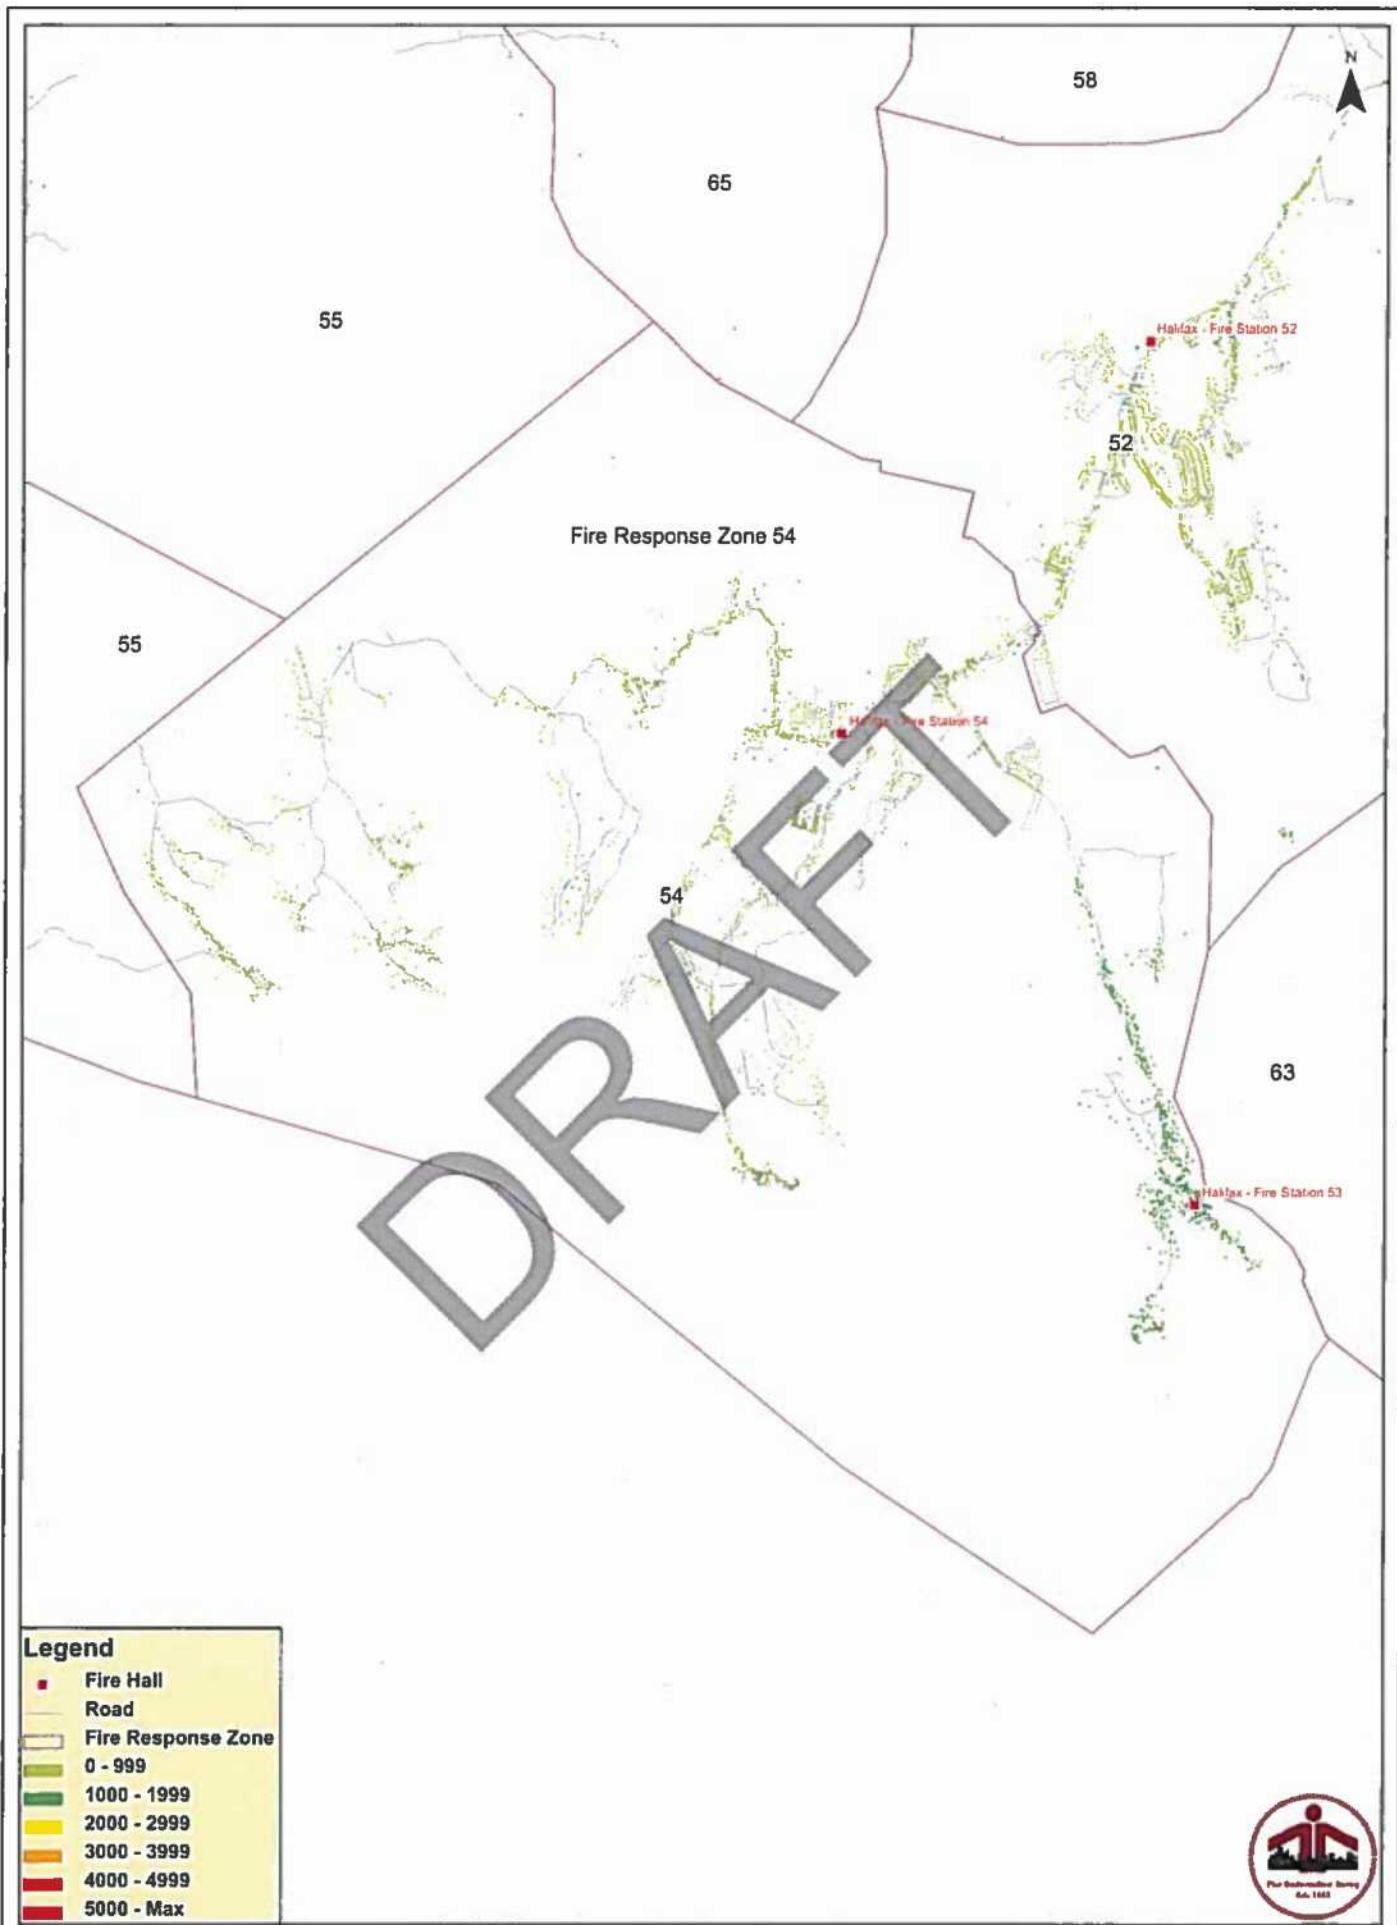 N
58
65
55
Halifax - Fire Station 52
52
Fire Response Zone 54
55
Halifax - Fire Station 54
54
DRAFT
63
Halifax - Fire Station 53
Legend
Fire Hall
Road
Fire Response Zone
0 - 999
1000 - 1999
2000 - 2999
3000 - 3999
4000 - 4999
5000 - Max